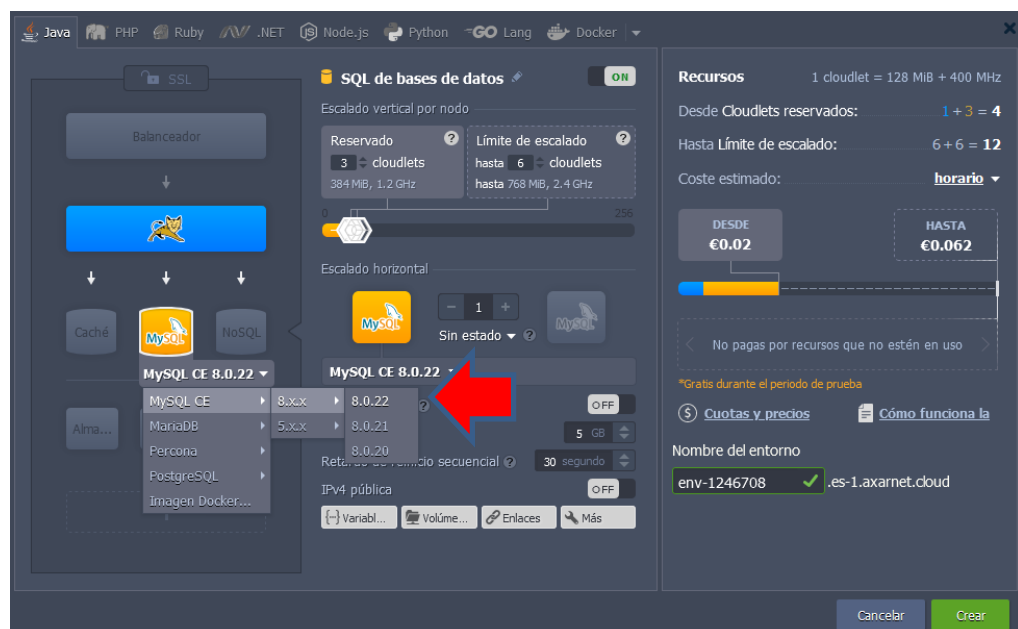 Java PHP Ruby .NET Node.js Python GO Lang Docker
SSL
Balanceador
Caché
MySQL
NoSQL
MySQL CE 8.0.22
Alma...
MySQL CE
MariaDB
Percona
PostgreSQL
Imagen Docker...
8.x.x
5.x.x
8.0.22
8.0.21
8.0.20
SQL de bases de datos ON
Escalado vertical por nodo
Reservado ?
3 cloudlets
384 MiB, 1.2 GHz
Límite de escalado ?
hasta 6 cloudlets
hasta 768 MiB, 2.4 GHz
0 256
Escalado horizontal
MySQL
- 1 +
Sin estado ?
MySQL
MySQL CE 8.0.22
? OFF
5 GB
secuencial ? 30 segundo
IPv4 pública OFF
{-} Variabl... Volúme... Enlaces Más
Recursos 1 cloudlet = 128 MiB + 400 MHz
Desde Cloudlets reservados: 1 + 3 = 4
Hasta Límite de escalado: 6 + 6 = 12
Coste estimado: horario
DESDE
€0.02
HASTA
€0.062
No pagas por recursos que no estén en uso
*Gratis durante el periodo de prueba
$ Cuotas y precios Cómo funciona la
Nombre del entorno
env-1246708 .es-1.axarnet.cloud
Cancelar Crear